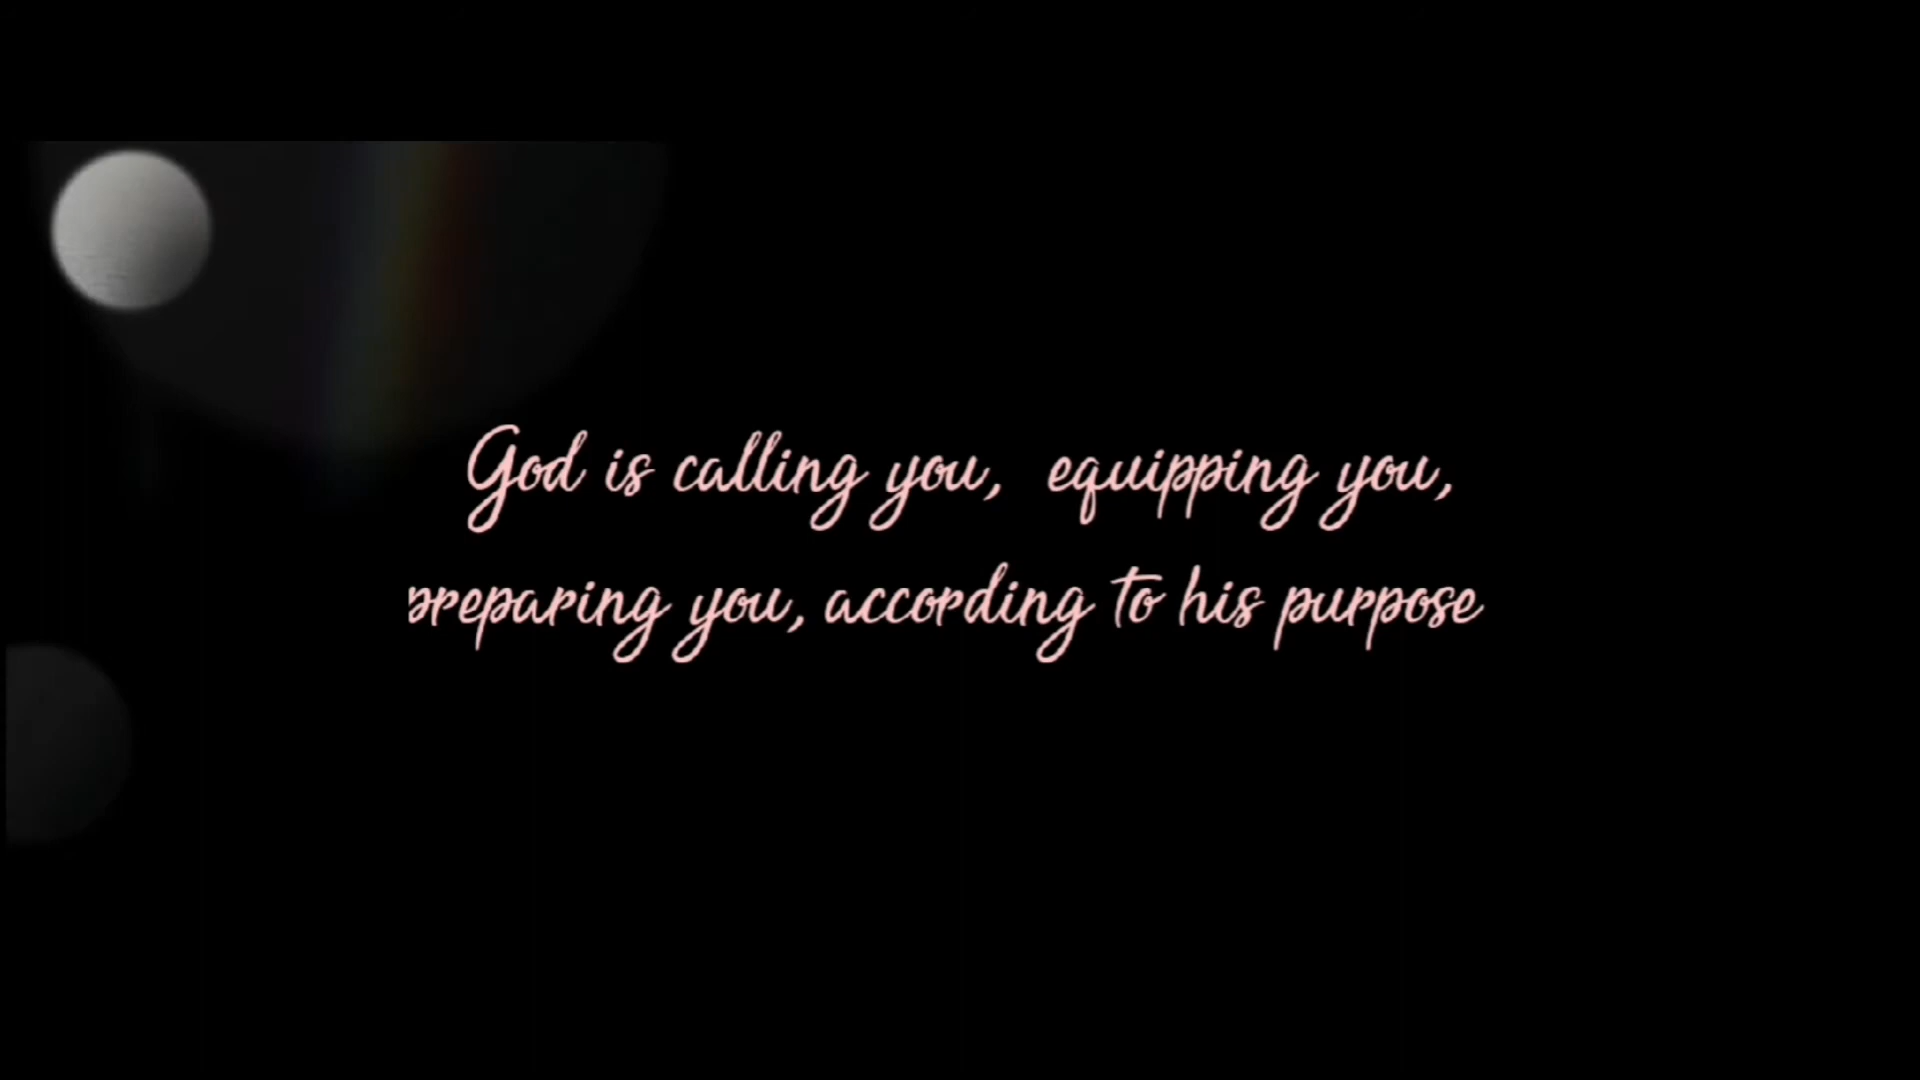 God is calling you, equipping you,
preparing you, according to his purpose